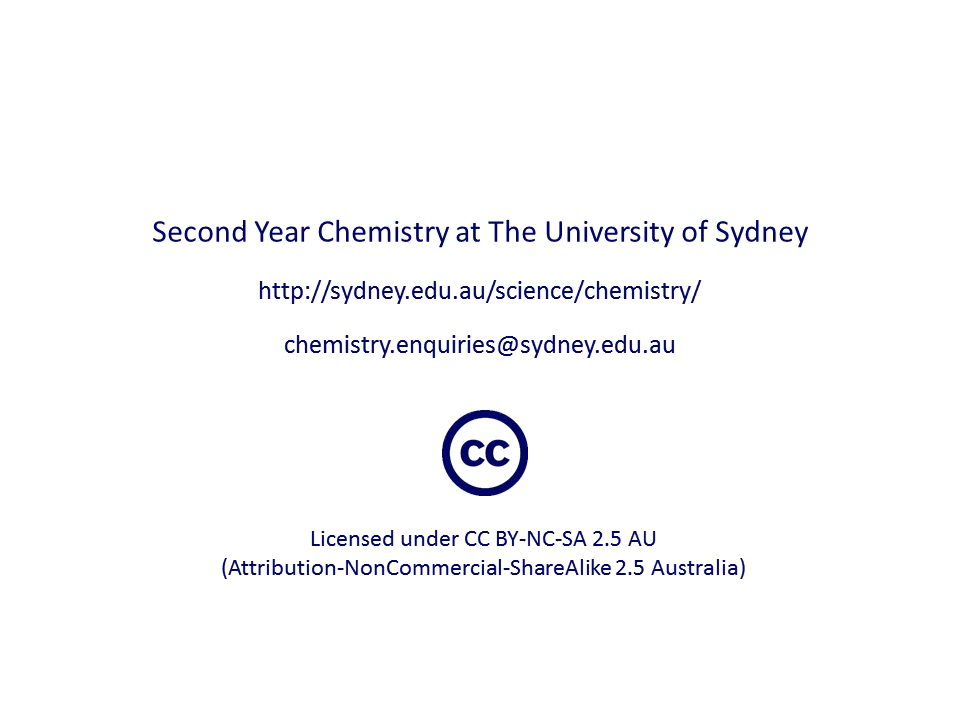 Second Year Chemistry at The University of Sydney
http://sydney.edu.au/science/chemistry/
chemistry.enquiries@sydney.edu.au
CC
Licensed under CC BY-NC-SA 2.5 AU
(Attribution-NonCommercial-ShareAlike 2.5 Australia)